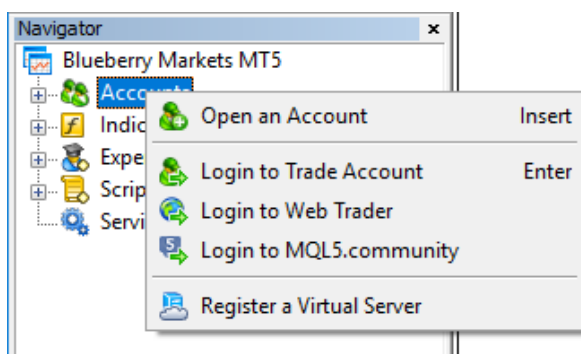 Navigator
Blueberry Markets MT5
Accounts
Indic
Expe
Scrip
Servi
Open an Account Insert
Login to Trade Account Enter
Login to Web Trader
Login to MQL5.community
Register a Virtual Server